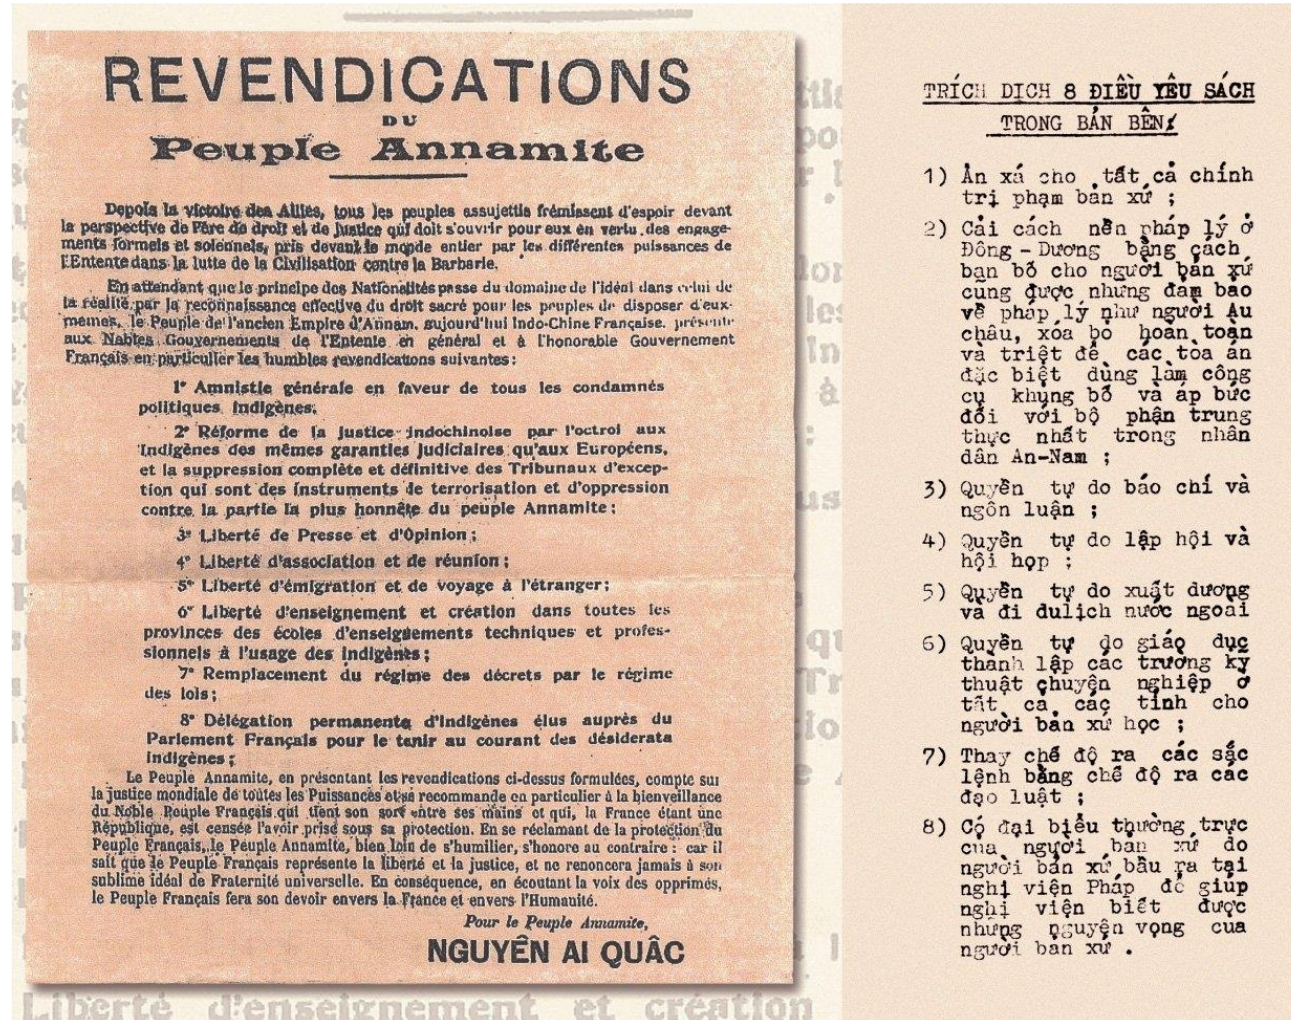 REVENDICATIONS
DU
Peuple Annamite
Depuis la victoire des Alliés, tous les peuples assujettis frémissent d'espoir devant
la perspective de l'ère de droit et de justice qui doit s'ouvrir pour eux en vertu des engage-
ments formels et solennels, pris devant le monde entier par les différentes puissances de
l'Entente dans la lutte de la Civilisation contre la Barbarie.
En attendant que le principe des Nationalités passe du domaine de l'idéal dans celui de
la réalité par la reconnaissance effective du droit sacré pour les peuples de disposer d'eux-
mêmes, le Peuple de l'ancien Empire d'Annam, aujourd'hui Indo-Chine Française, présente
aux Nobles Gouvernements de l'Entente en général et à l'honorable Gouvernement
Français en particulier les humbles revendications suivantes :
1º Amnistie générale en faveur de tous les condamnés
politiques indigènes;
2º Réforme de la justice indochinoise par l'octroi aux
Indigènes des mêmes garanties judiciaires qu'aux Européens,
et la suppression complète et définitive des Tribunaux d'excep-
tion qui sont des instruments de terrorisation et d'oppression
contre la partie la plus honnête du peuple Annamite ;
3º Liberté de Presse et d'Opinion ;
4º Liberté d'association et de réunion ;
5º Liberté d'émigration et de voyage à l'étranger ;
6º Liberté d'enseignement et création dans toutes les
provinces des écoles d'enseignements techniques et profes-
sionnels à l'usage des indigènes ;
7º Remplacement du régime des décrets par le régime
des lois ;
8º Délégation permanente d'indigènes élus auprès du
Parlement Français pour le tenir au courant des désiderata
indigènes ;
Le Peuple Annamite, en présentant les revendications ci-dessus formulées, compte sur
la justice mondiale de toutes les Puissances et se recommande en particulier à la bienveillance
du Noble Peuple Français qui tient son sort entre ses mains et qui, la France étant une
République, est censée l'avoir pris sous sa protection. En se réclamant de la protection du
Peuple Français, le Peuple Annamite, bien loin de s'humilier, s'honore au contraire : car il
sait que le Peuple Français représente la liberté et la justice, et ne renoncera jamais à son
sublime idéal de Fraternité universelle. En conséquence, en écoutant la voix des opprimés,
le Peuple Français fera son devoir envers la France et envers l'Humanité.
Pour le Peuple Annamite,
NGUYÊN AI QUÂC
TRÍCH DỊCH 8 ĐIỀU YÊU SÁCH
TRONG BẢN BÊN:
1) Ân xá cho tất cả chính
trị phạm bản xứ ;
2) Cải cách nền pháp lý ở
Đông - Dương bằng cách
ban bố cho người bản xứ
cũng được những đảm bảo
về pháp lý như người Âu
châu, xóa bỏ hoàn toàn
và triệt để các tòa án
đặc biệt dùng làm công
cụ khủng bố và áp bức
đối với bộ phận trung
thực nhất trong nhân
dân An-Nam ;
3) Quyền tự do báo chí và
ngôn luận ;
4) Quyền tự do lập hội và
hội họp ;
5) Quyền tự do xuất dương
và đi dulịch nước ngoài
6) Quyền tự do giáo dục
thành lập các trường kỹ
thuật chuyên nghiệp ở
tất cả các tỉnh cho
người bản xứ học ;
7) Thay chế độ ra các sắc
lệnh bằng chế độ ra các
đạo luật ;
8) Có đại biểu thường trực
của người bản xứ do
người bản xứ bầu ra tại
nghị viện Pháp để giúp
nghị viện biết được
những nguyện vọng của
người bản xứ .
Liberté d'enseignement et création